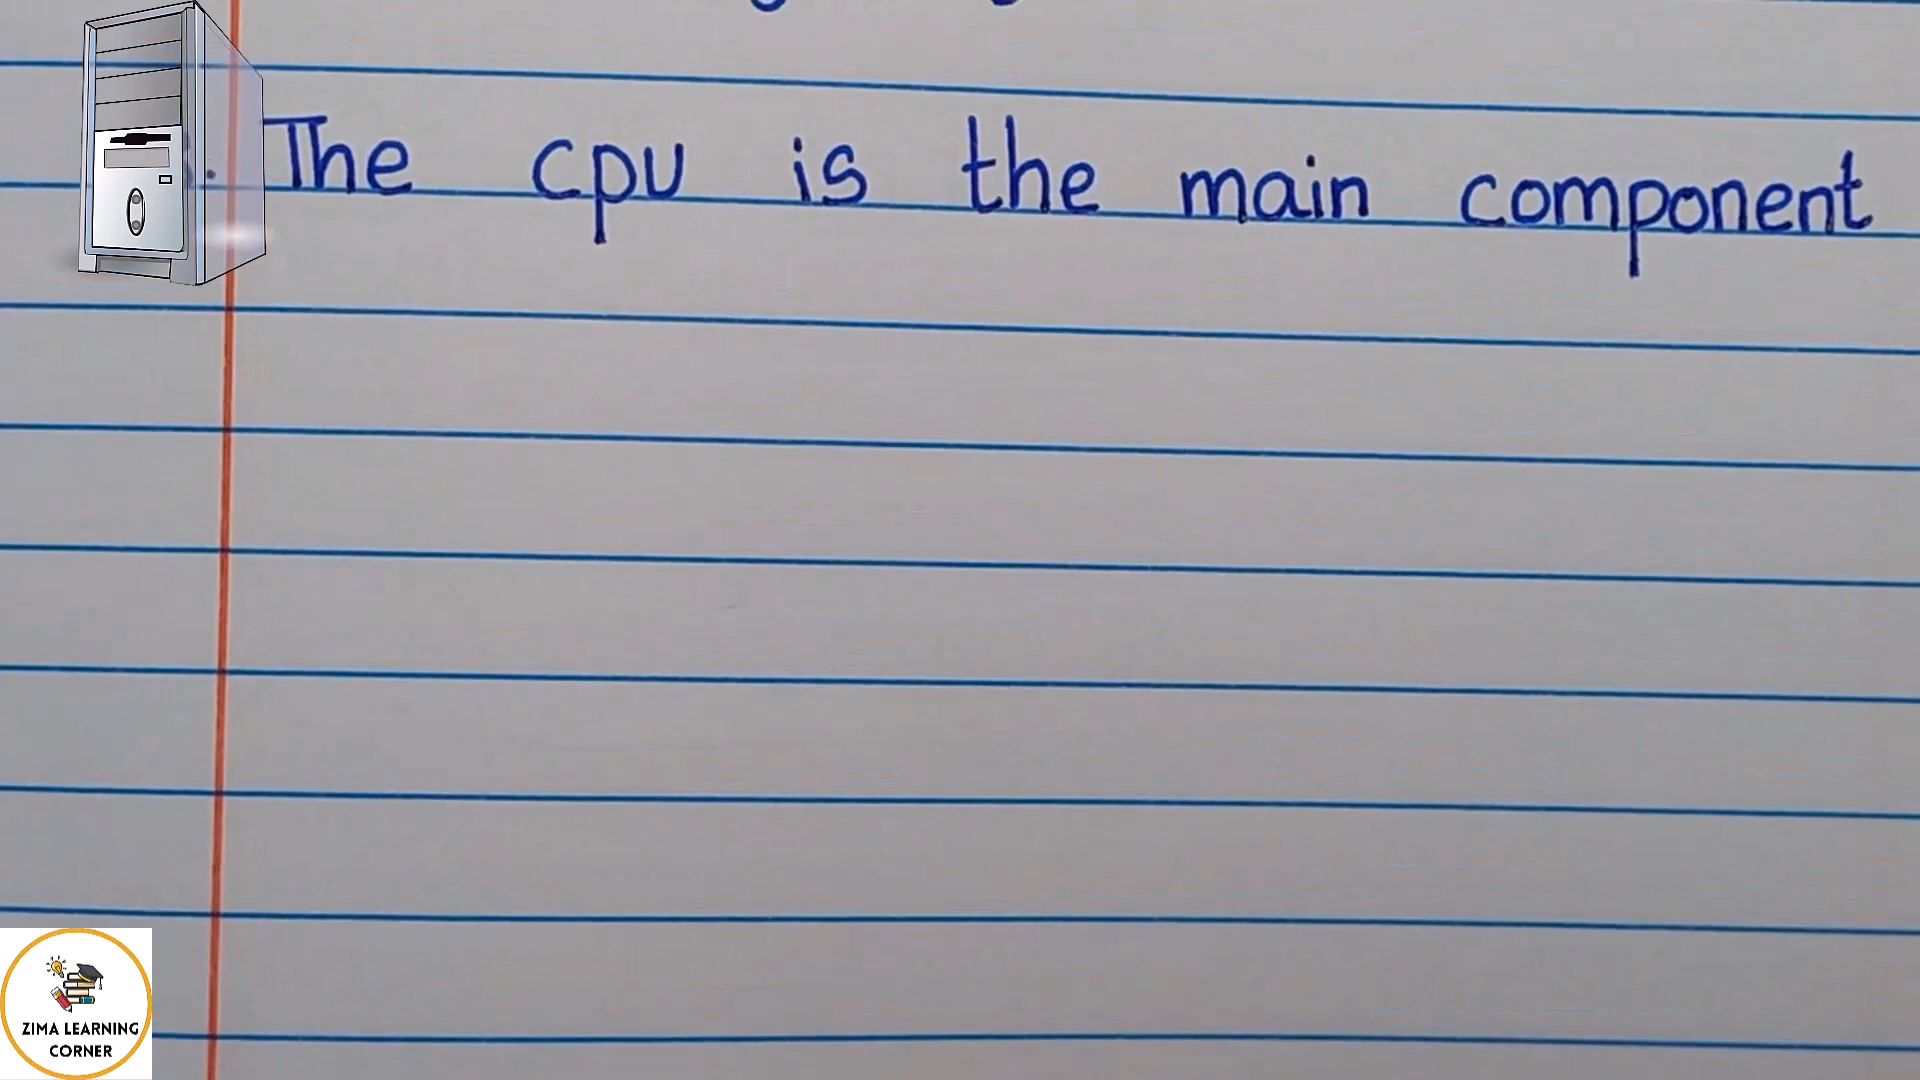 The cpu is the main component
ZIMA LEARNING
CORNER